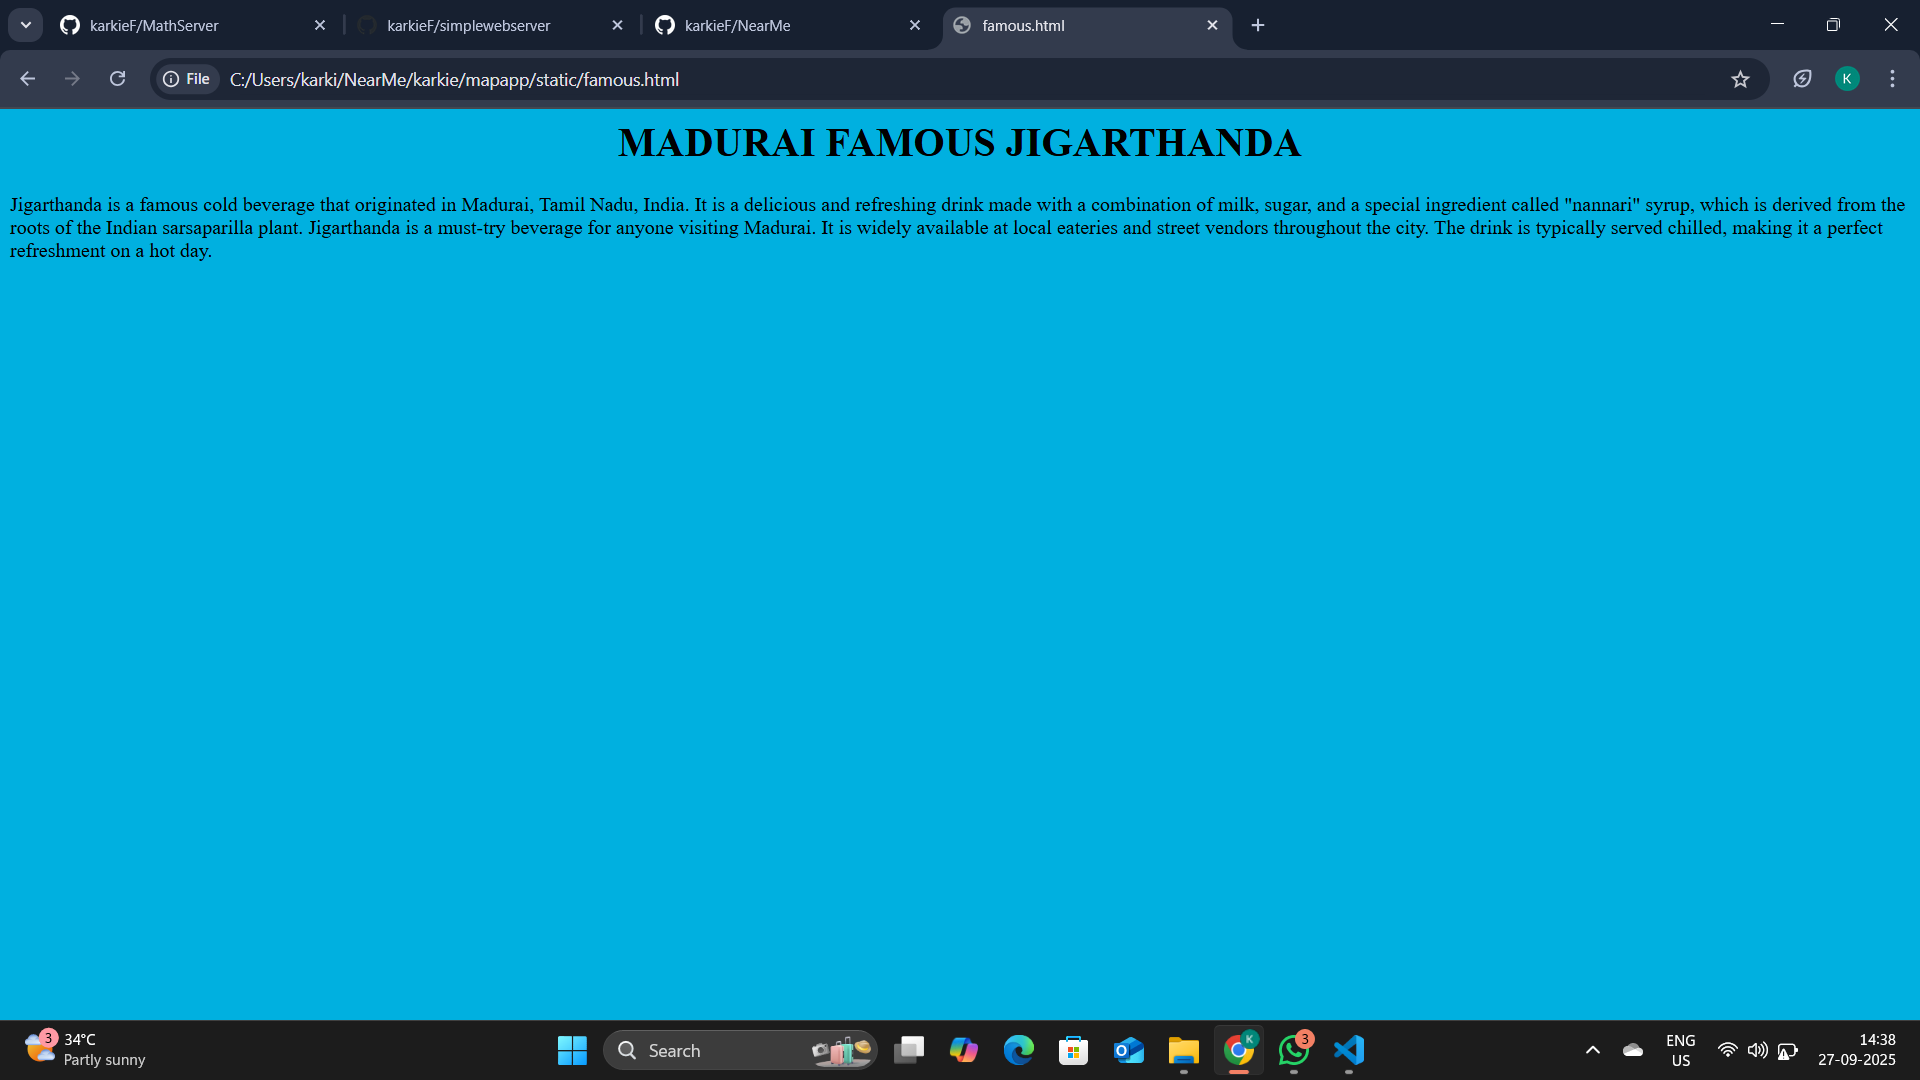 karkieF/MathServer
karkieF/simplewebserver
karkieF/NearMe
famous.html
File C:/Users/karki/NearMe/karkie/mapapp/static/famous.html
K
MADURAI FAMOUS JIGARTHANDA
Jigarthanda is a famous cold beverage that originated in Madurai, Tamil Nadu, India. It is a delicious and refreshing drink made with a combination of milk, sugar, and a special ingredient called "nannari" syrup, which is derived from the
roots of the Indian sarsaparilla plant. Jigarthanda is a must-try beverage for anyone visiting Madurai. It is widely available at local eateries and street vendors throughout the city. The drink is typically served chilled, making it a perfect
refreshment on a hot day.
3
34°C
Partly sunny
Search
K
3
ENG
US
14:38
27-09-2025